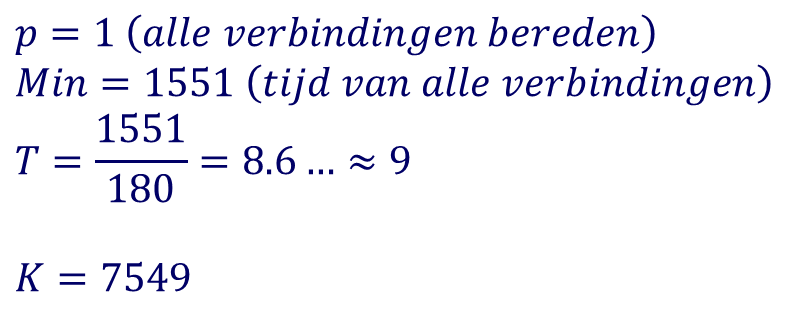 p = 1 (alle verbindingen bereden)
Min = 1551 (tijd van alle verbindingen)
T = 1551/180 = 8.6 ... ≈ 9
K = 7549